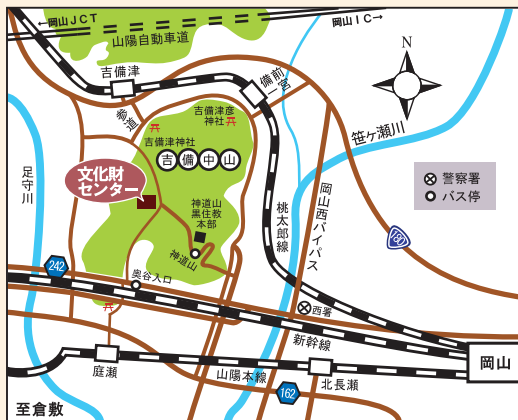 ←岡山JCT
岡山IC→
山陽自動車道
N
吉備津
備前一宮
参道
吉備津彦
神社
笹ヶ瀬川
吉備津神社
吉備中山
足守川
文化財
センター
警察署
バス停
神道山
黒住教
本部
桃太郎線
岡山西バイパス
180
神道山
242
奥谷入口
西署
新幹線
岡山
庭瀬
山陽本線
北長瀬
162
至倉敷